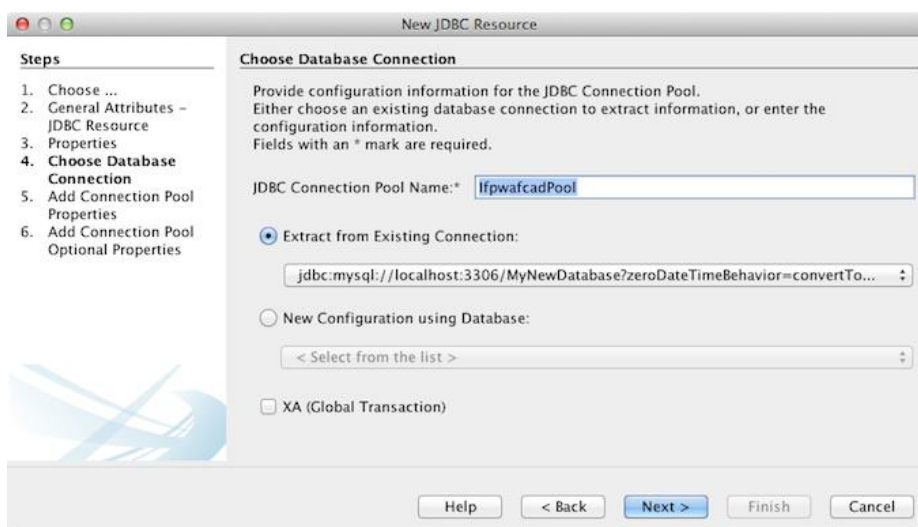 New JDBC Resource
Steps
1. Choose ...
2. General Attributes –
JDBC Resource
3. Properties
4. Choose Database
Connection
5. Add Connection Pool
Properties
6. Add Connection Pool
Optional Properties
Choose Database Connection
Provide configuration information for the JDBC Connection Pool.
Either choose an existing database connection to extract information, or enter the
configuration information.
Fields with an * mark are required.
JDBC Connection Pool Name:* IfpwafcadPool
Extract from Existing Connection:
jdbc:mysql://localhost:3306/MyNewDatabase?zeroDateTimeBehavior=convertTo...
New Configuration using Database:
< Select from the list >
XA (Global Transaction)
Help < Back Next > Finish Cancel